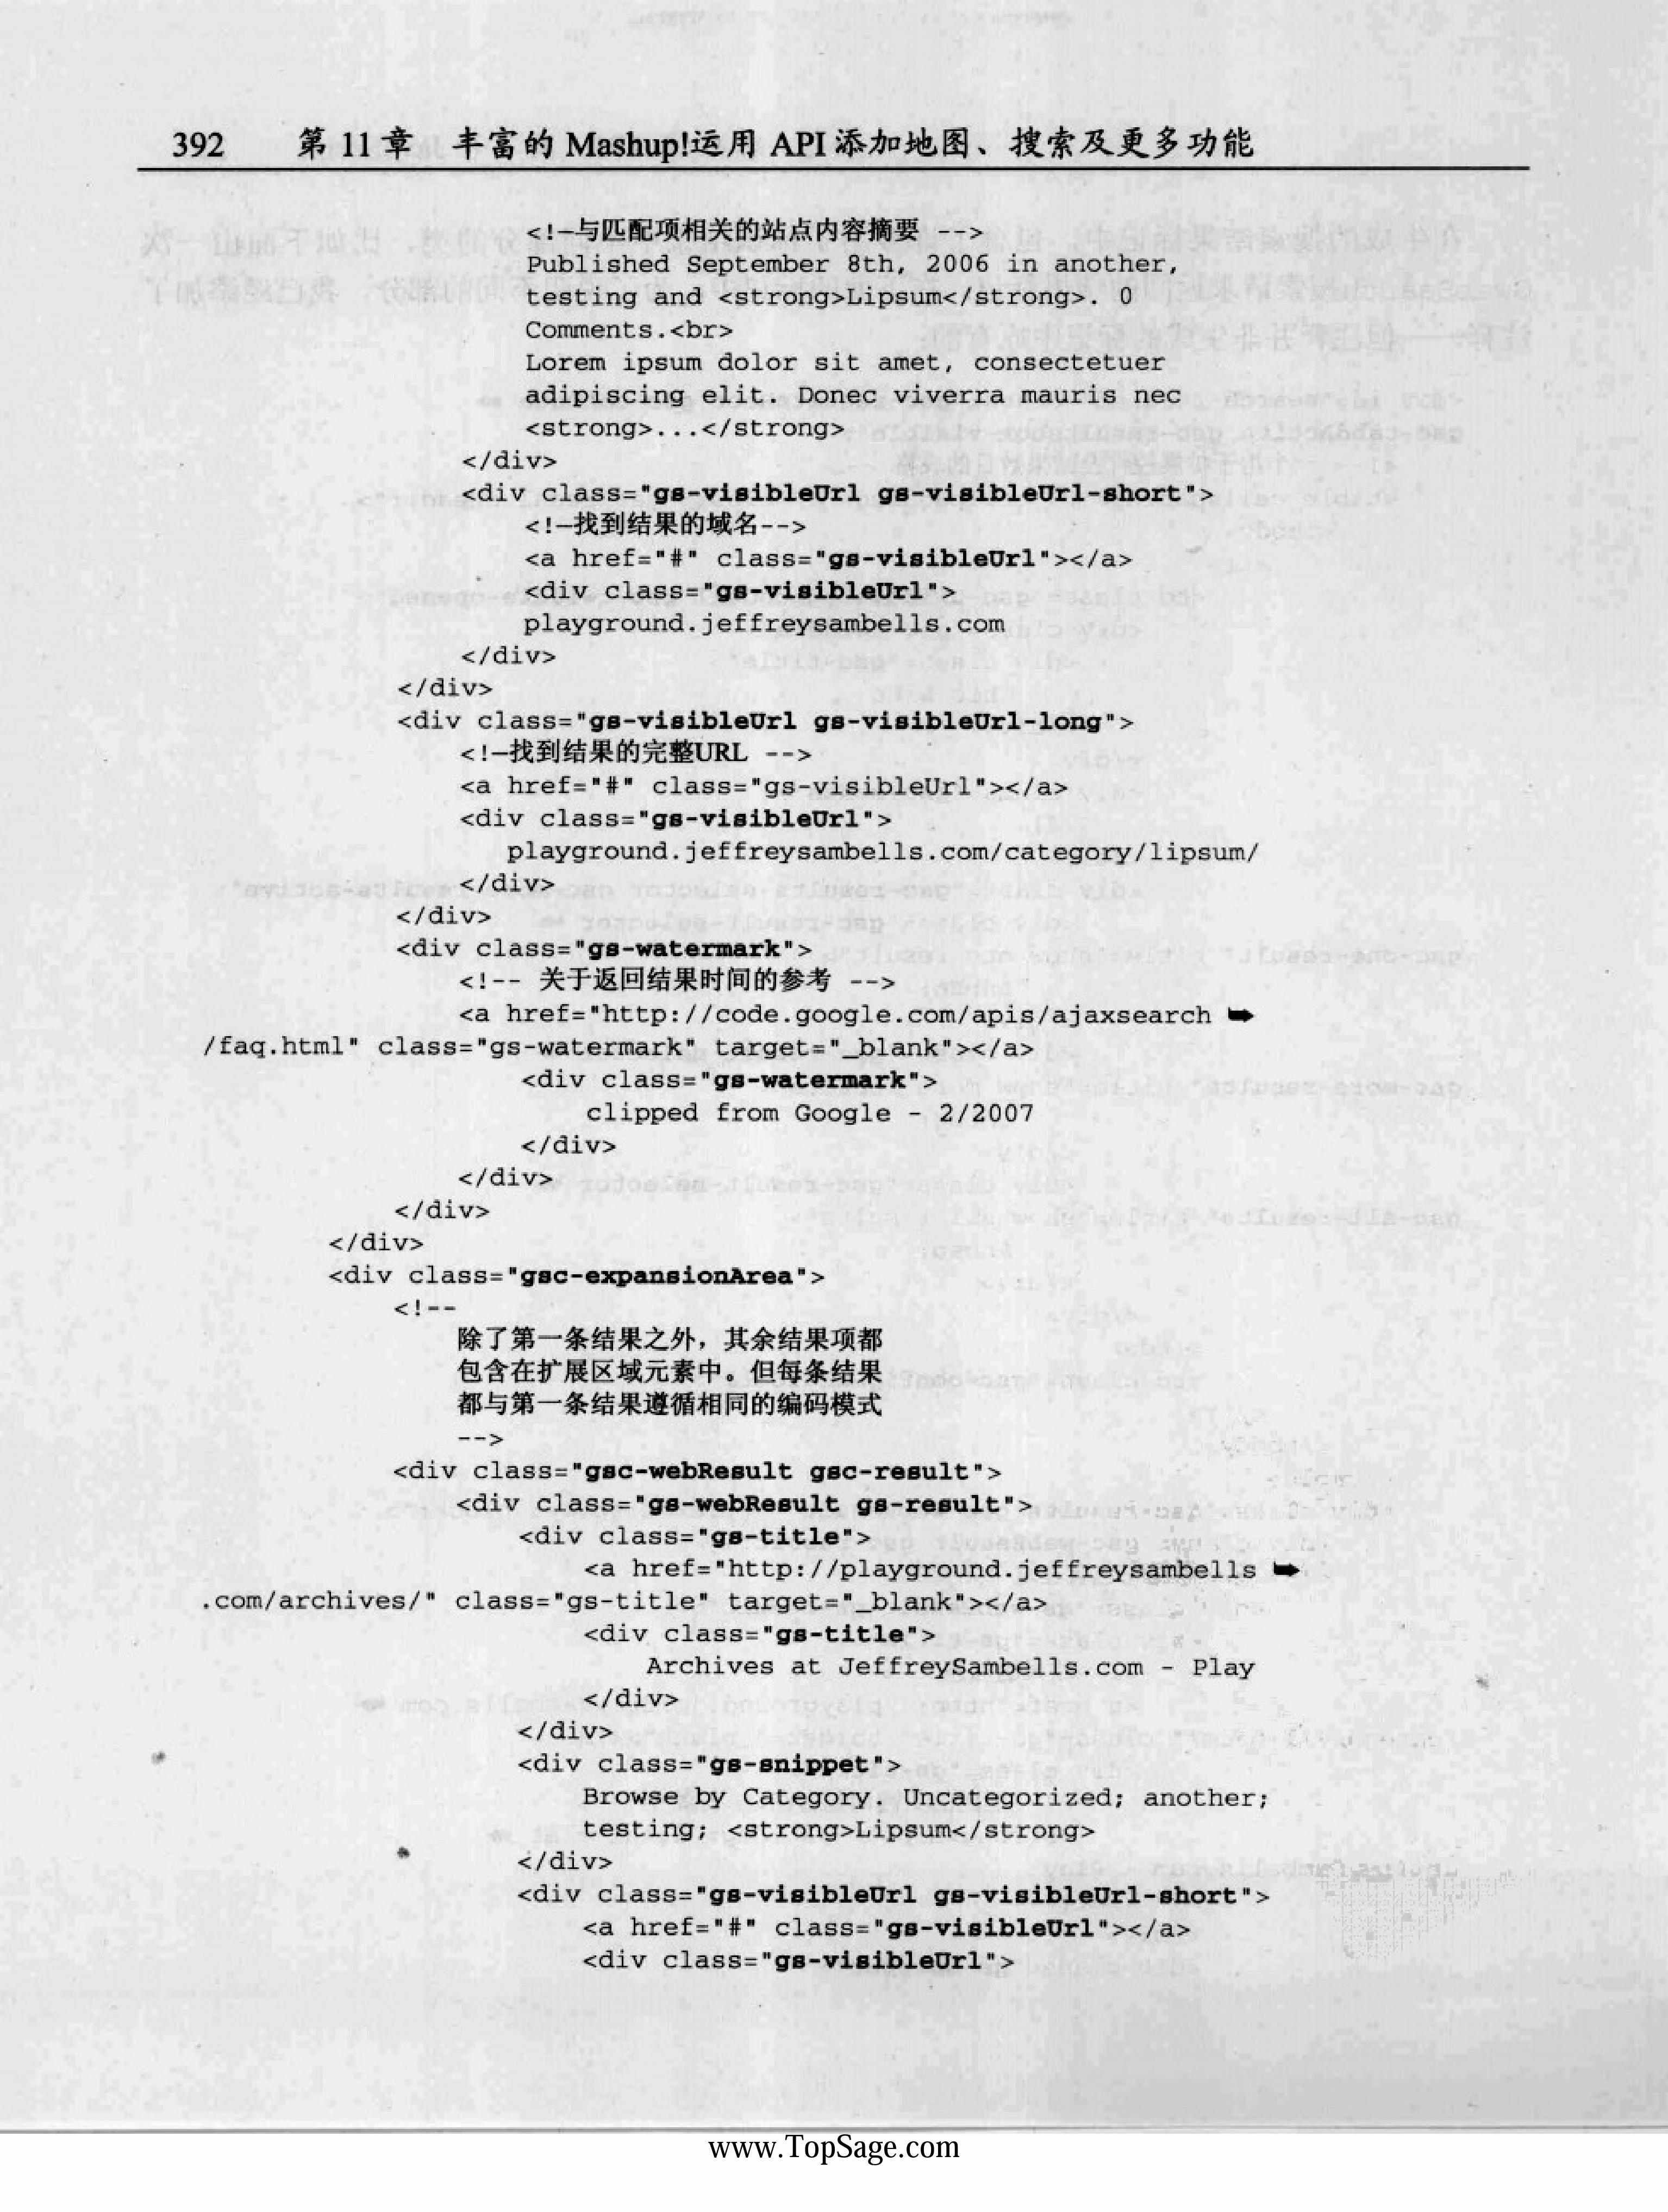 392 第 11 章 丰富的 Mashup!运用 API 添加地图、搜索及更多功能
<!—与匹配项相关的站点内容摘要 -->
Published September 8th, 2006 in another,
testing and <strong>Lipsum</strong>. 0
Comments.<br>
Lorem ipsum dolor sit amet, consectetuer
adipiscing elit. Donec viverra mauris nec
<strong>...</strong>
</div>
<div class="gs-visibleUrl gs-visibleUrl-short">
<!—找到结果的域名-->
<a href="#" class="gs-visibleUrl"></a>
<div class="gs-visibleUrl">
playground.jeffreysambells.com
</div>
</div>
<div class="gs-visibleUrl gs-visibleUrl-long">
<!—找到结果的完整URL -->
<a href="#" class="gs-visibleUrl"></a>
<div class="gs-visibleUrl">
playground.jeffreysambells.com/category/lipsum/
</div>
</div>
<div class="gs-watermark">
<!-- 关于返回结果时间的参考 -->
<a href="http://code.google.com/apis/ajaxsearch ➥
/faq.html" class="gs-watermark" target="_blank"></a>
<div class="gs-watermark">
clipped from Google - 2/2007
</div>
</div>
</div>
</div>
<div class="gsc-expansionArea">
<!--
除了第一条结果之外，其余结果项都
包含在扩展区域元素中。但每条结果
都与第一条结果遵循相同的编码模式
-->
<div class="gsc-webResult gsc-result">
<div class="gs-webResult gs-result">
<div class="gs-title">
<a href="http://playground.jeffreysambells ➥
.com/archives/" class="gs-title" target="_blank"></a>
<div class="gs-title">
Archives at JeffreySambells.com - Play
</div>
</div>
<div class="gs-snippet">
Browse by Category. Uncategorized; another;
testing; <strong>Lipsum</strong>
</div>
<div class="gs-visibleUrl gs-visibleUrl-short">
<a href="#" class="gs-visibleUrl"></a>
<div class="gs-visibleUrl">
www.TopSage.com